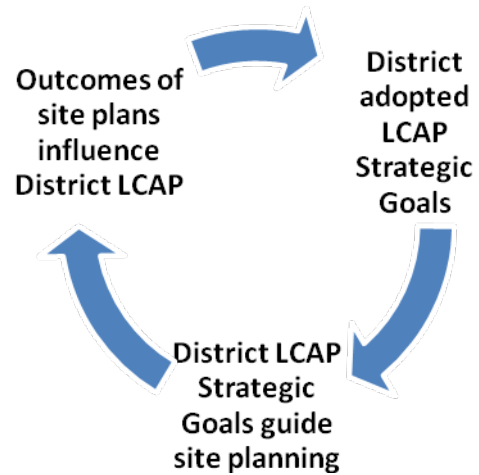 Outcomes of
site plans
influence
District LCAP
District
adopted
LCAP
Strategic
Goals
District LCAP
Strategic
Goals guide
site planning